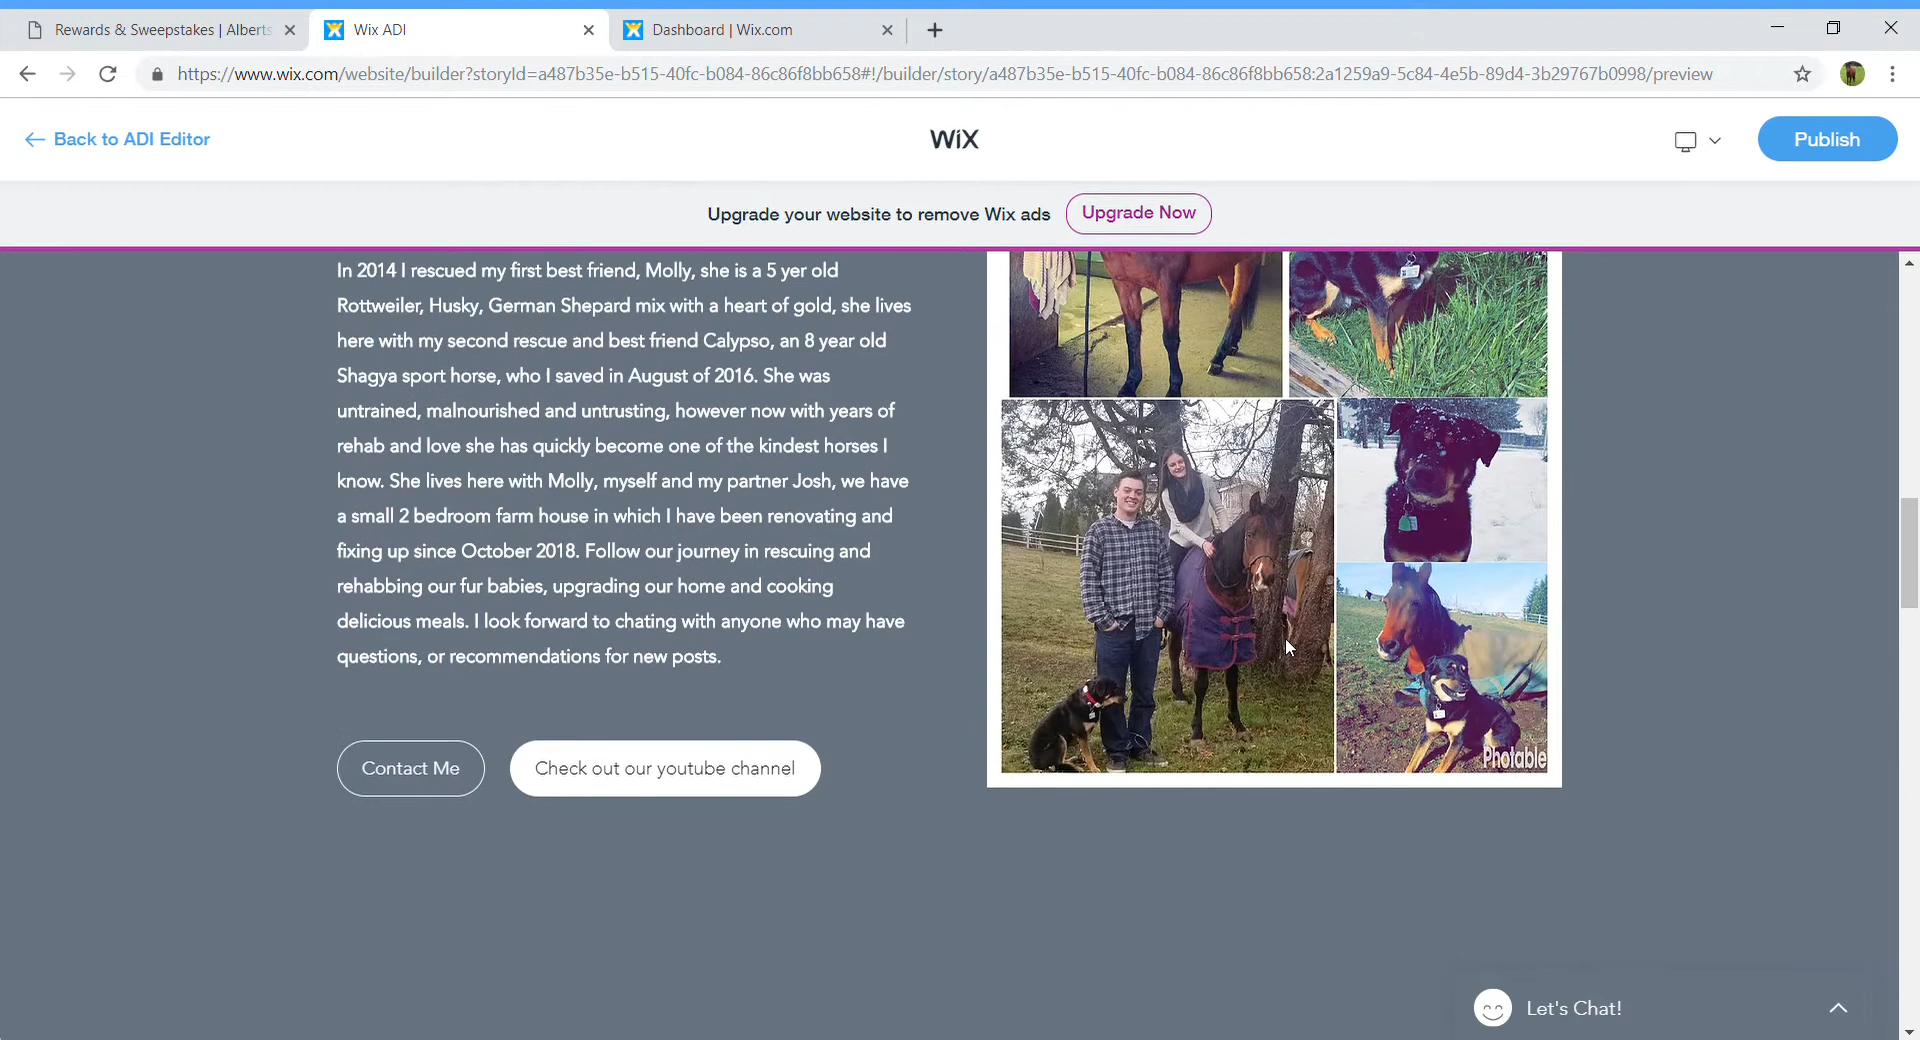 Rewards & Sweepstakes | Alberts
Wix ADI
Dashboard | Wix.com
https://www.wix.com/website/builder?storyId=a487b35e-b515-40fc-b084-86c86f8bb658#!/builder/story/a487b35e-b515-40fc-b084-86c86f8bb658:2a1259a9-5c84-4e5b-89d4-3b29767b0998/preview
Back to ADI Editor
WiX
Publish
Upgrade your website to remove Wix ads
Upgrade Now
In 2014 I rescued my first best friend, Molly, she is a 5 yer old
Rottweiler, Husky, German Shepard mix with a heart of gold, she lives
here with my second rescue and best friend Calypso, an 8 year old
Shagya sport horse, who I saved in August of 2016. She was
untrained, malnourished and untrusting, however now with years of
rehab and love she has quickly become one of the kindest horses I
know. She lives here with Molly, myself and my partner Josh, we have
a small 2 bedroom farm house in which I have been renovating and
fixing up since October 2018. Follow our journey in rescuing and
rehabbing our fur babies, upgrading our home and cooking
delicious meals. I look forward to chating with anyone who may have
questions, or recommendations for new posts.
Contact Me
Check out our youtube channel
Photable
Let's Chat!